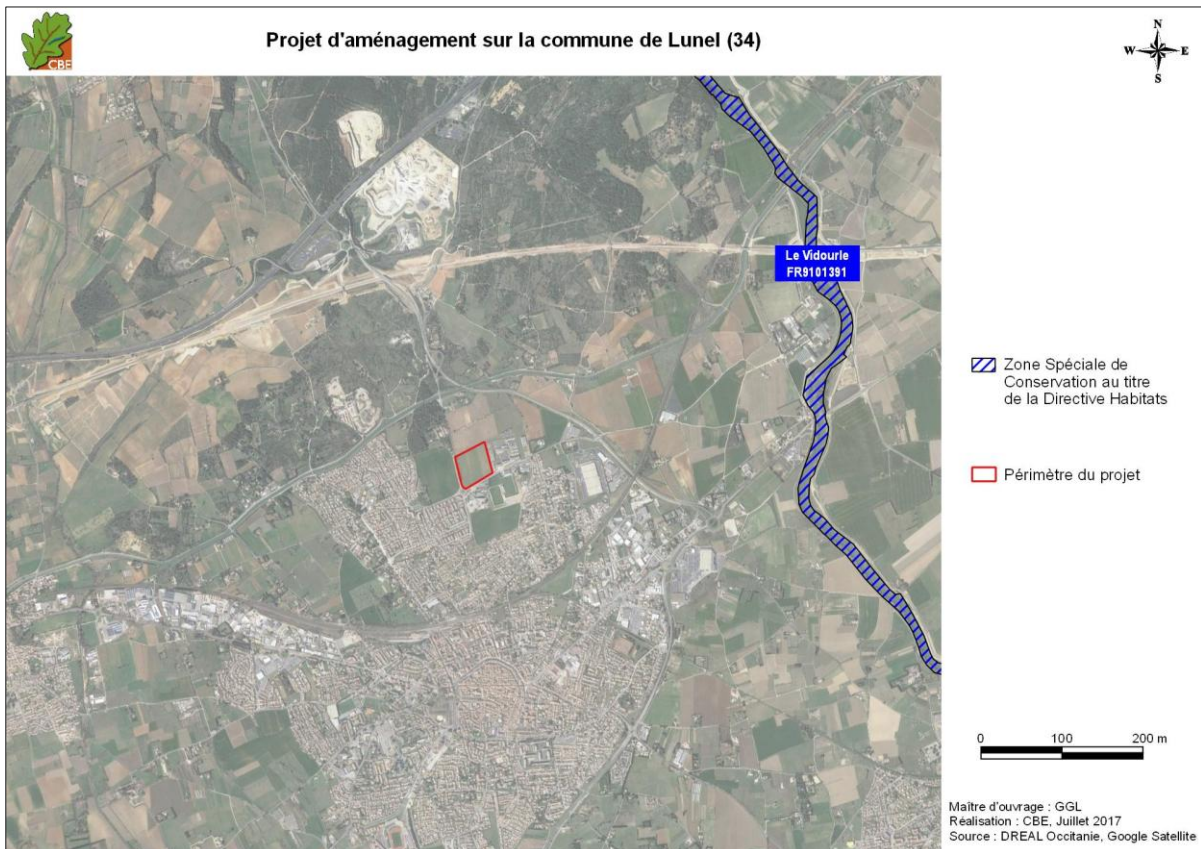 CBE
Projet d'aménagement sur la commune de Lunel (34)
N
W
E
S
Le Vidourle
FR9101391
Zone Spéciale de
Conservation au titre
de la Directive Habitats
Périmètre du projet
0 100 200 m
Maître d'ouvrage : GGL
Réalisation : CBE, Juillet 2017
Source : DREAL Occitanie, Google Satellite